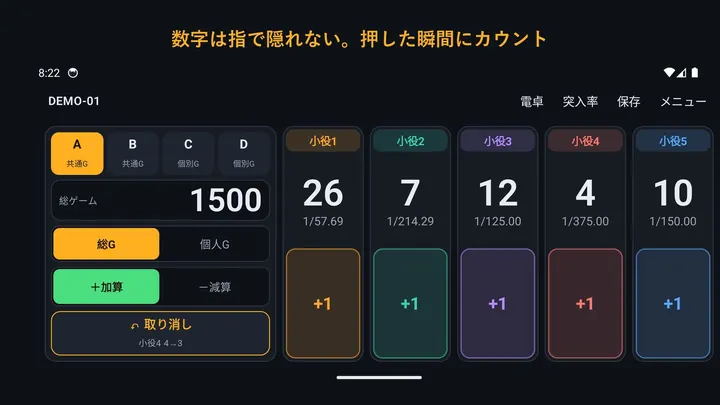 数字は指で隠れない。押した瞬間にカウント
8:22
DEMO-01
電卓 突入率 保存 メニュー
A B C D
共通G 共通G 個別G 個別G
総ゲーム 1500
総G 個人G
＋加算 －減算
取り消し
小役4 4→3
小役1 小役2 小役3 小役4 小役5
26 7 12 4 10
1/57.69 1/214.29 1/125.00 1/375.00 1/150.00
+1 +1 +1 +1 +1